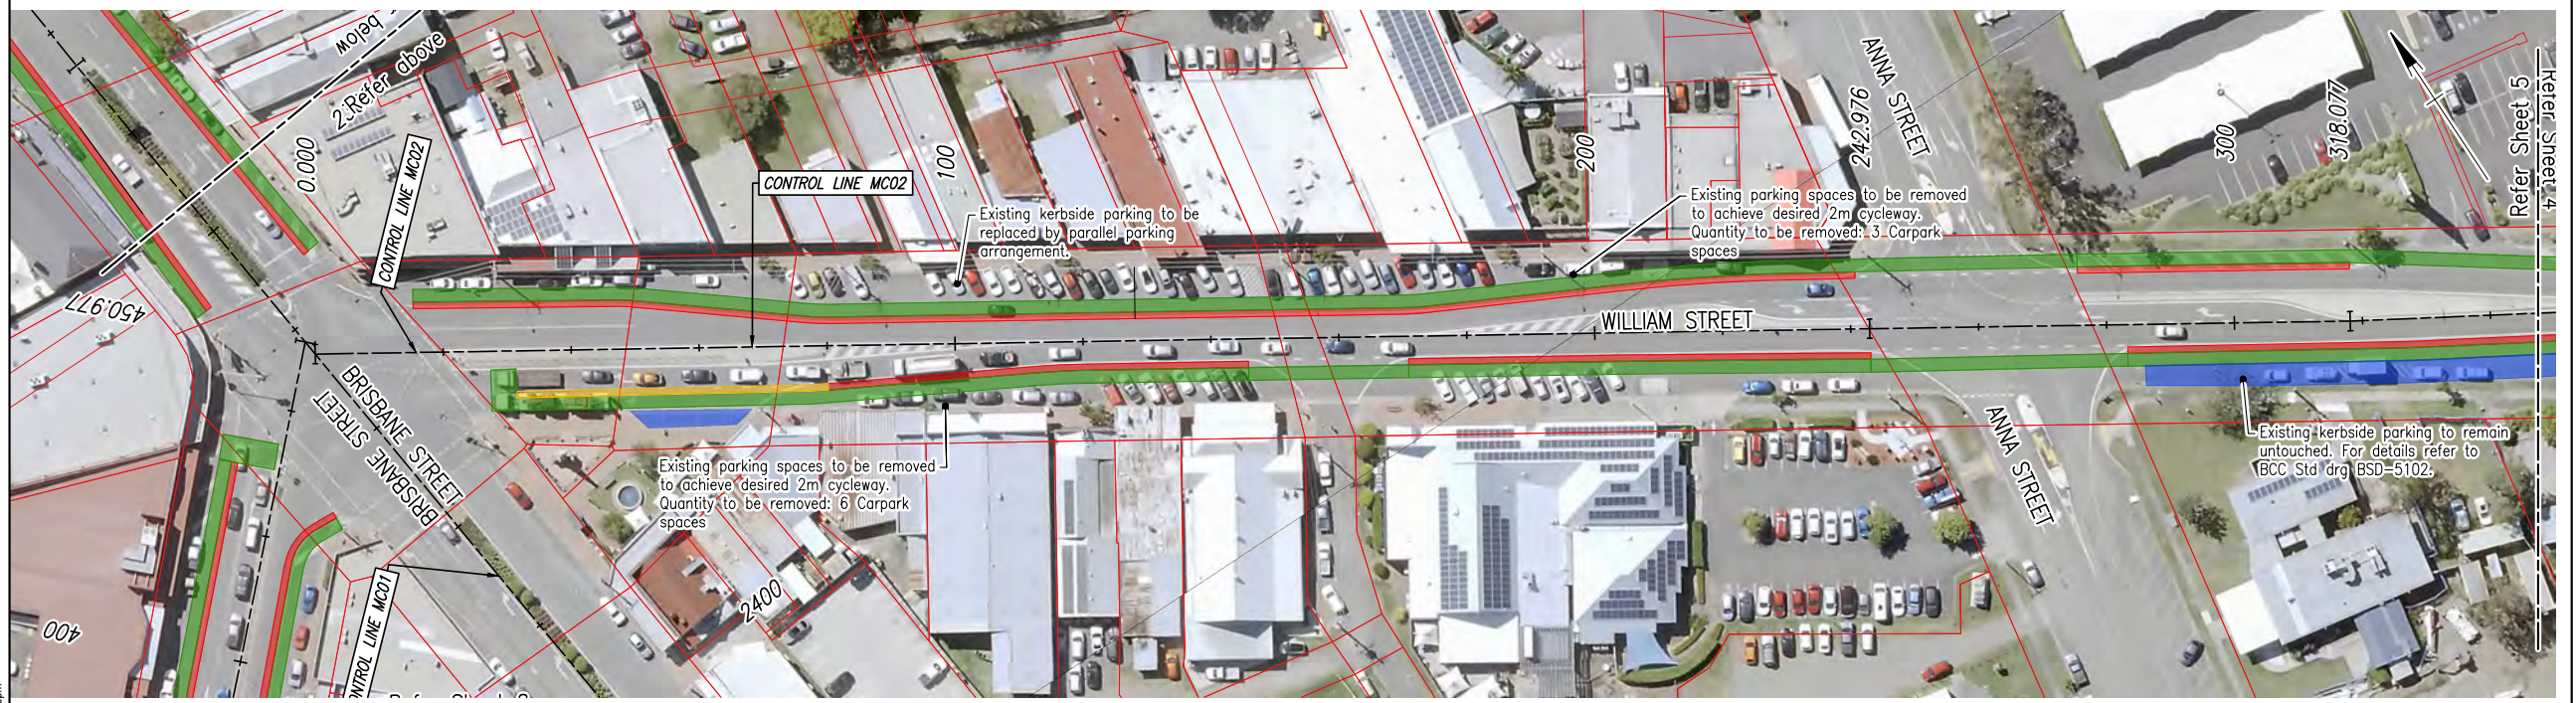 below
Refer above
0.000
CONTROL LINE MC02
CONTROL LINE MC02
100
Existing kerbside parking to be
replaced by parallel parking
arrangement.
200
Existing parking spaces to be removed
to achieve desired 2m cycleway.
Quantity to be removed: 3 Carpark
spaces
242.976
ANNA STREET
300
318.077
Refer Sheet 5
Refer Sheet 4
450.977
WILLIAM STREET
BRISBANE STREET
BRISBANE STREET
Existing parking spaces to be removed
to achieve desired 2m cycleway.
Quantity to be removed: 6 Carpark
spaces
ANNA STREET
Existing kerbside parking to remain
untouched. For details refer to
BCC Std drg BSD-5102.
2400
400
CONTROL LINE MC01